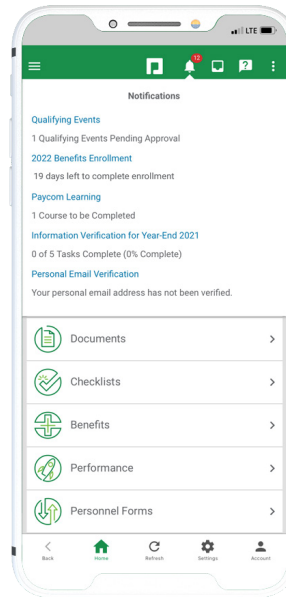 LTE
12
?
Notifications
Qualifying Events
1 Qualifying Events Pending Approval
2022 Benefits Enrollment
19 days left to complete enrollment
Paycom Learning
1 Course to be Completed
Information Verification for Year-End 2021
0 of 5 Tasks Complete (0% Complete)
Personal Email Verification
Your personal email address has not been verified.
Documents
Checklists
Benefits
Performance
Personnel Forms
Back Home Refresh Settings Account